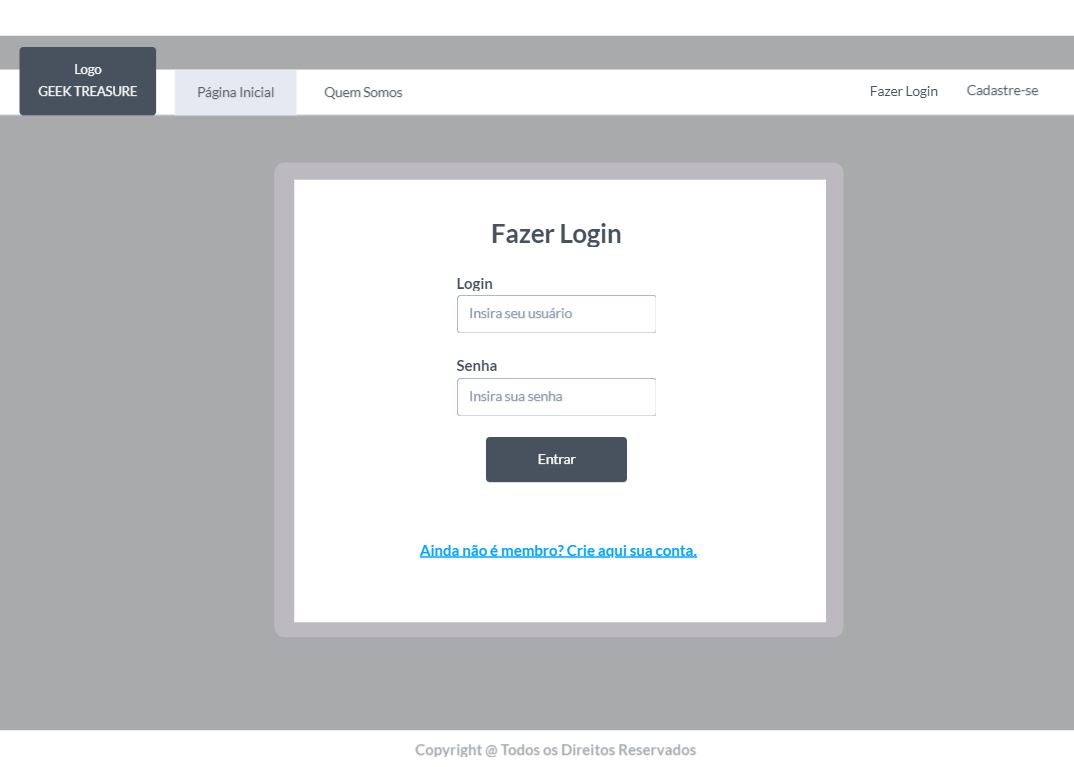 Logo
GEEK TREASURE
Página Inicial
Quem Somos
Fazer Login
Cadastre-se
Fazer Login
Login
Insira seu usuário
Senha
Insira sua senha
Entrar
Ainda não é membro? Crie aqui sua conta.
Copyright @ Todos os Direitos Reservados